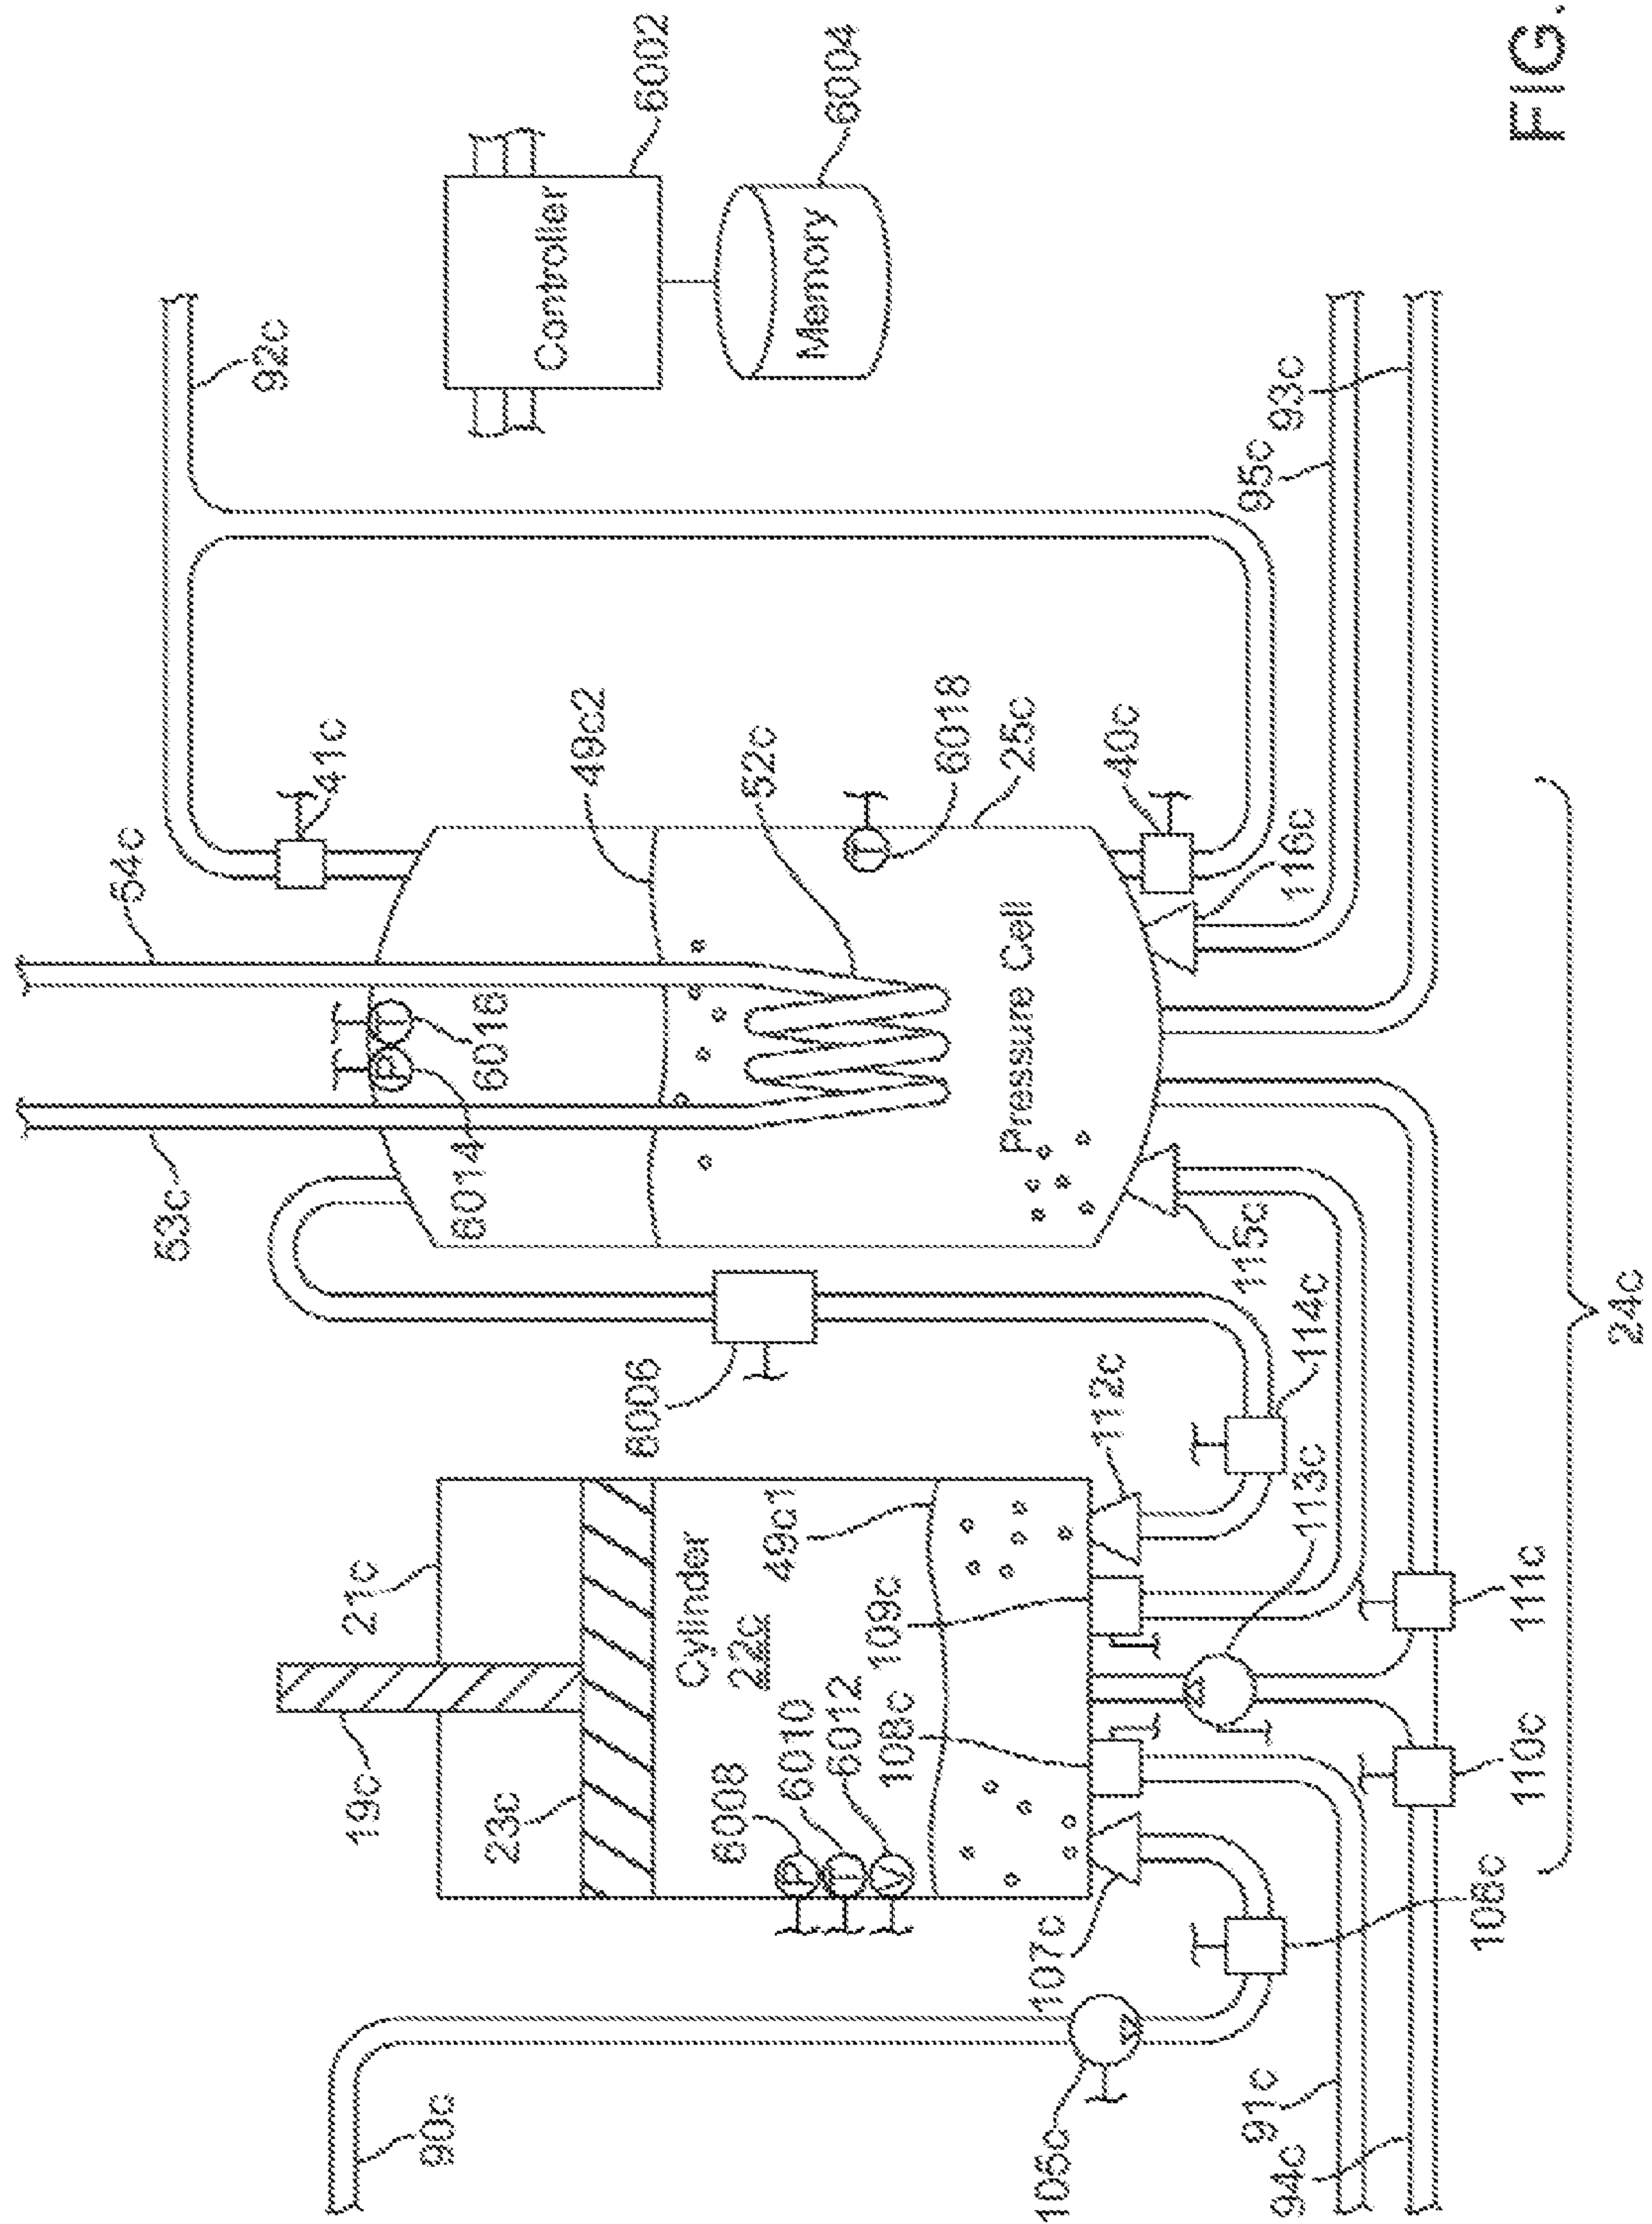 54c
53c
92c
41c
21c
19c
90c
6014
6016
23c
Controller
49c2
6006
6002
Cylinder
22c
6008
52c
49c1
6010
Memory
6004
6012
109c
108c
6018
Pressure Cell
25c
107c
105c
112c
40c
115c
95c
91c
93c
94c
116c
114c
113c
106c
110c
111c
FIG.
24c